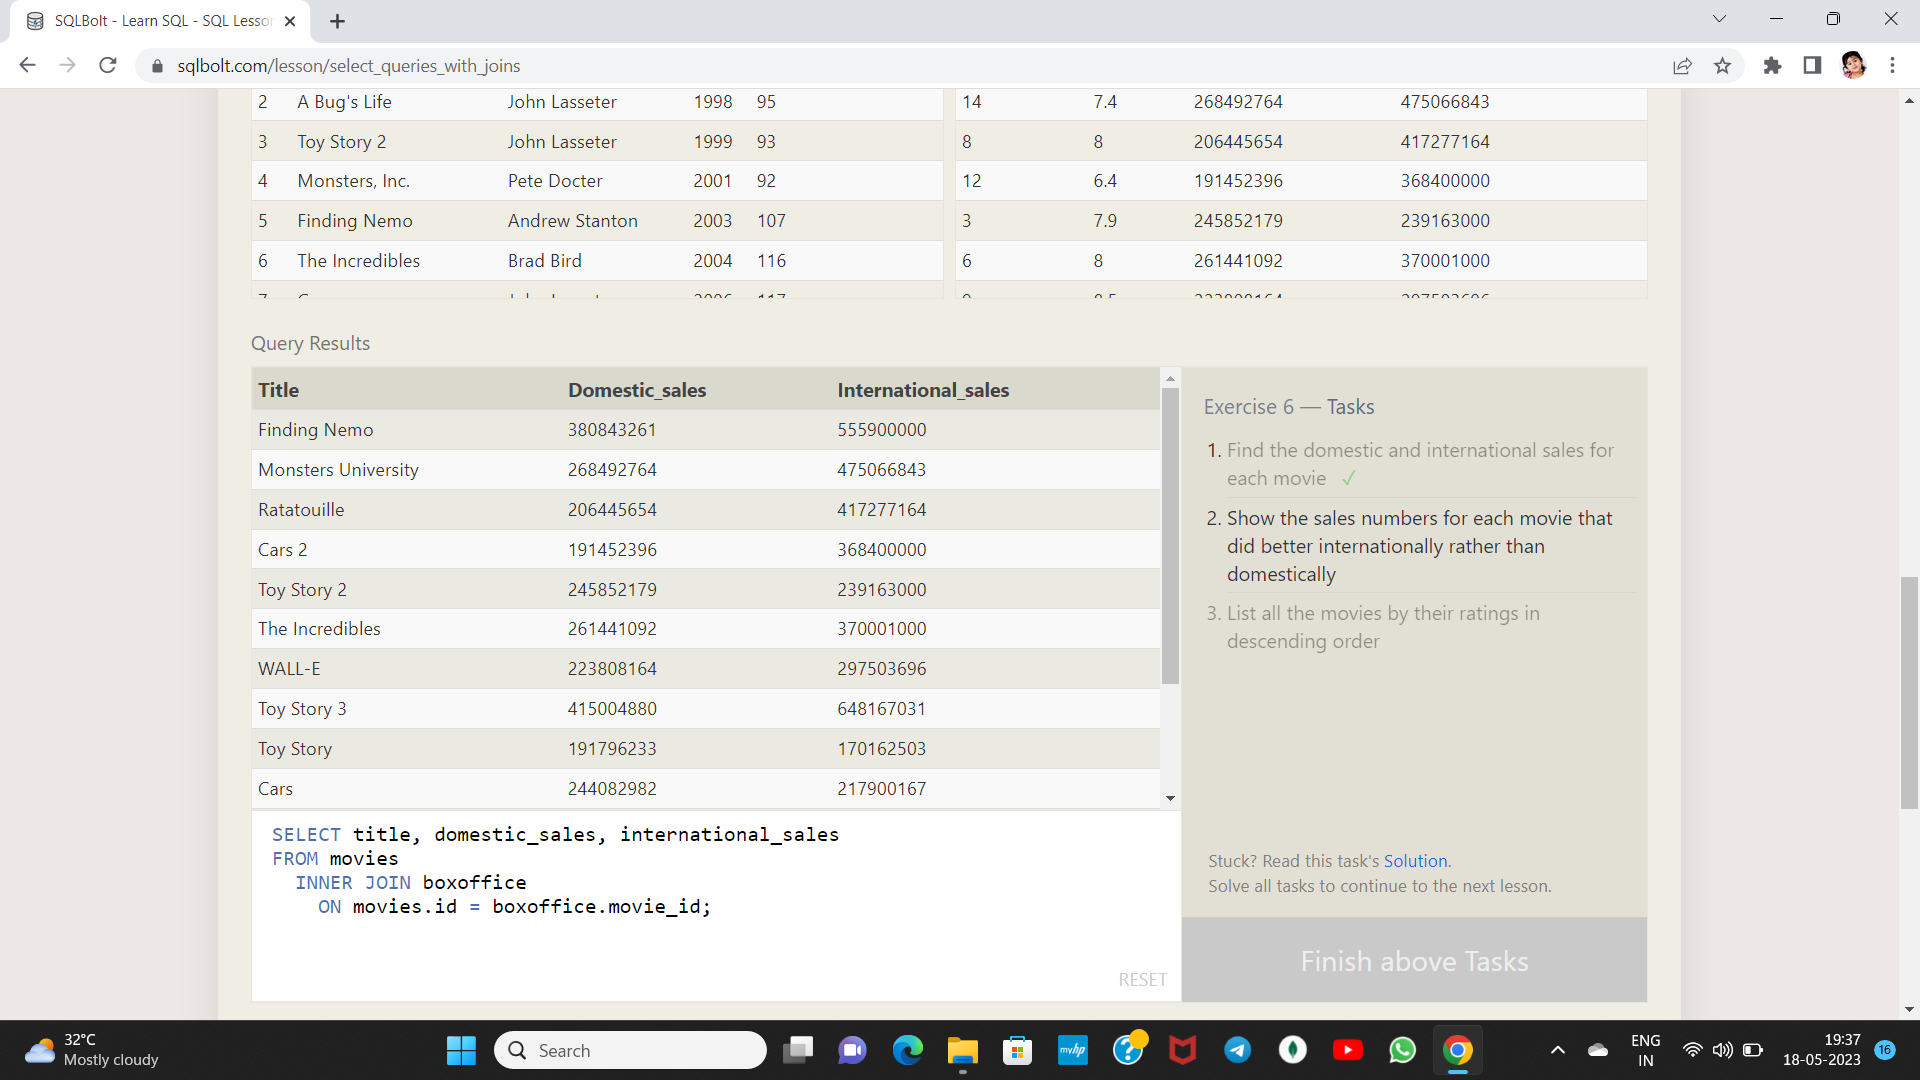 SQLBolt - Learn SQL - SQL Lesso
sqlbolt.com/lesson/select_queries_with_joins
2 A Bug's Life John Lasseter 1998 95 14 7.4 268492764 475066843
3 Toy Story 2 John Lasseter 1999 93 8 8 206445654 417277164
4 Monsters, Inc. Pete Docter 2001 92 12 6.4 191452396 368400000
5 Finding Nemo Andrew Stanton 2003 107 3 7.9 245852179 239163000
6 The Incredibles Brad Bird 2004 116 6 8 261441092 370001000
Query Results
Title Domestic_sales International_sales
Finding Nemo 380843261 555900000
Monsters University 268492764 475066843
Ratatouille 206445654 417277164
Cars 2 191452396 368400000
Toy Story 2 245852179 239163000
The Incredibles 261441092 370001000
WALL-E 223808164 297503696
Toy Story 3 415004880 648167031
Toy Story 191796233 170162503
Cars 244082982 217900167
Exercise 6 — Tasks
1. Find the domestic and international sales for
each movie ✓
2. Show the sales numbers for each movie that
did better internationally rather than
domestically
3. List all the movies by their ratings in
descending order
Stuck? Read this task's Solution.
Solve all tasks to continue to the next lesson.
Finish above Tasks
SELECT title, domestic_sales, international_sales
FROM movies
INNER JOIN boxoffice
ON movies.id = boxoffice.movie_id;
RESET
32°C
Mostly cloudy
Search
myhp
ENG
IN
19:37
18-05-2023
16